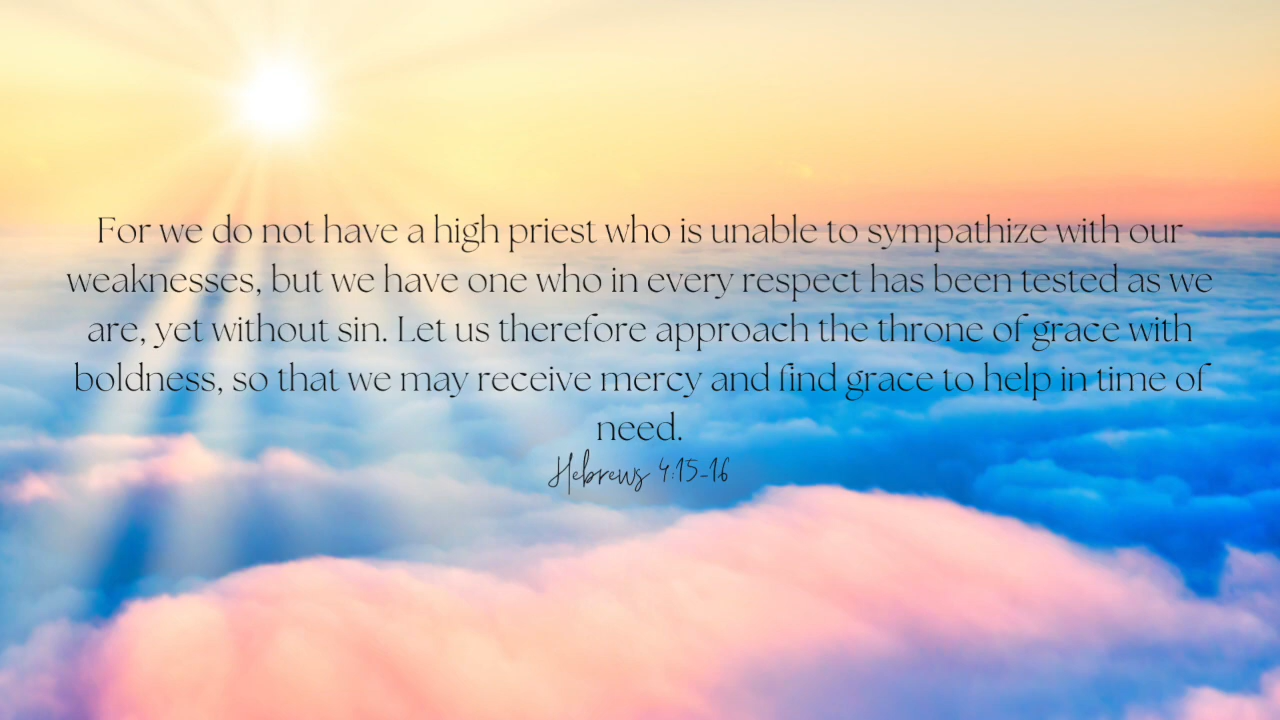 For we do not have a high priest who is unable to sympathize with our
weaknesses, but we have one who in every respect has been tested as we
are, yet without sin. Let us therefore approach the throne of grace with
boldness, so that we may receive mercy and find grace to help in time of
need.
Hebrews 4:15-16